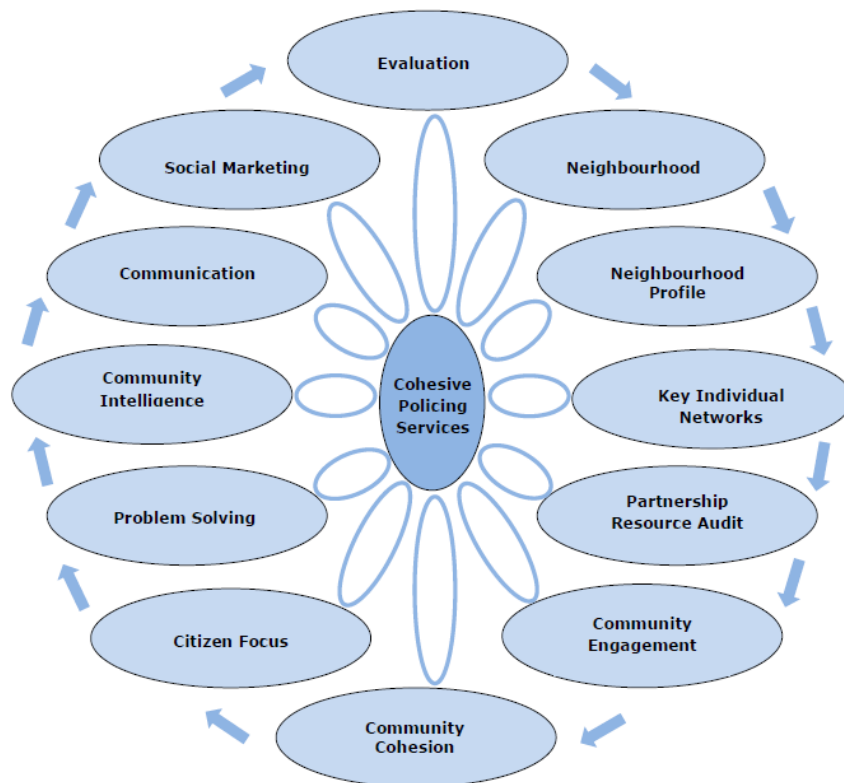 Evaluation
Neighbourhood
Neighbourhood
Profile
Key Individual
Networks
Partnership
Resource Audit
Community
Engagement
Community
Cohesion
Citizen Focus
Problem Solving
Community
Intelligence
Communication
Social Marketing
Cohesive
Policing
Services